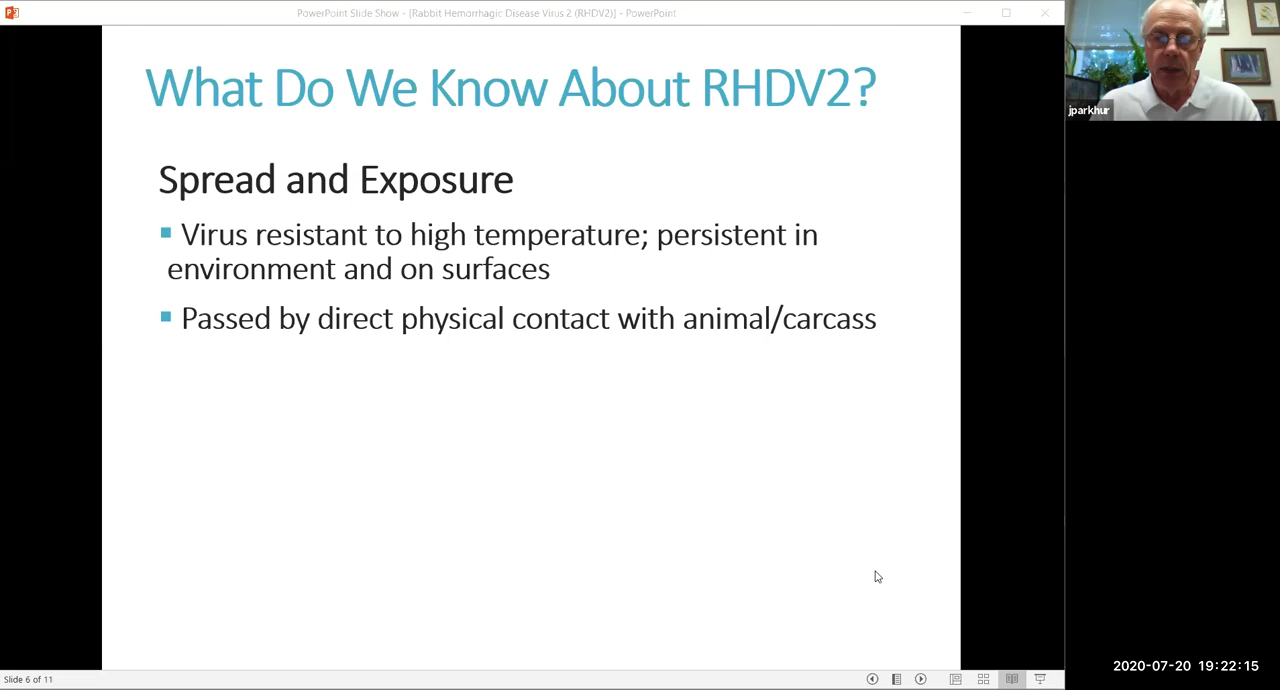 PowerPoint Slide Show - [Rabbit Hemorrhagic Disease Virus 2 (RHDV2)] - PowerPoint
What Do We Know About RHDV2?
jparkhur
Spread and Exposure
Virus resistant to high temperature; persistent in
environment and on surfaces
Passed by direct physical contact with animal/carcass
2020-07-20 19:22:15
Slide 6 of 11